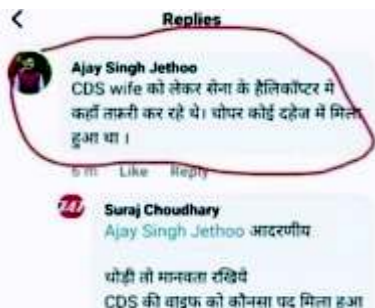 Replies
Ajay Singh Jethoo
CDS wife को लेकर सेना के हैलिकॉप्टर मे
कहाँ तफ़री कर रहे थे। चोपर कोई दहेज में मिला
हुआ था ।
6 m Like Reply
Suraj Choudhary
Ajay Singh Jethoo आदरणीय
थोड़ी तो मानवता रखिये
CDS की वाइफ को कौनसा पद मिला हुआ